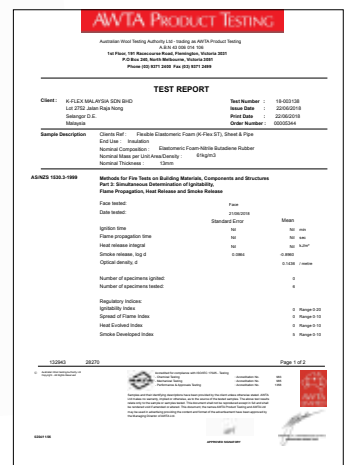 AWTA PRODUCT TESTING
Australian Wool Testing Authority Ltd - trading as AWTA Product Testing
A.B.N 43 006 014 106
1st Floor, 191 Racecourse Road, Flemington, Victoria 3031
P.O Box 240, North Melbourne, Victoria 3051
Phone (03) 9371 2400 Fax (03) 9371 2499
TEST REPORT
Client : K-FLEX MALAYSIA SDN BHD Test Number : 18-003138
Lot 2752 Jalan Raja Nong Issue Date : 22/06/2018
Selangor D.E. Print Date : 22/06/2018
Malaysia Order Number : 00005344
Sample Description Clients Ref : Flexible Elastomeric Foam (K-Flex ST), Sheet & Pipe
End Use : Insulation
Nominal Composition : Elastomeric Foam-Nitrile Butadiene Rubber
Nominal Mass per Unit Area/Density : 61kg/m3
Nominal Thickness : 13mm
AS/NZS 1530.3-1999 Methods for Fire Tests on Building Materials, Components and Structures
Part 3: Simultaneous Determination of Ignitability,
Flame Propagation, Heat Release and Smoke Release
Face tested: Face
Date tested: 21/06/2018
Standard Error Mean
Ignition time Nil Nil min
Flame propagation time Nil Nil sec
Heat release integral Nil Nil kJ/m²
Smoke release, log d 0.0864 -0.8860
Optical density, d 0.1438 / metre
Number of specimens ignited: 0
Number of specimens tested: 6
Regulatory Indices:
Ignitability Index 0 Range 0-20
Spread of Flame Index 0 Range 0-10
Heat Evolved Index 0 Range 0-10
Smoke Developed Index 5 Range 0-10
132943 28270 Page 1 of 2
APPROVED SIGNATORY